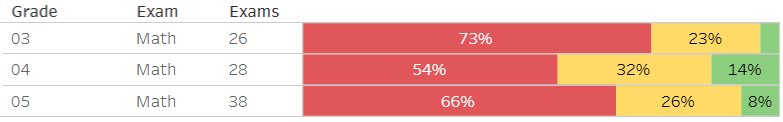 Grade Exam Exams
03 Math 26 73% 23%
04 Math 28 54% 32% 14%
05 Math 38 66% 26% 8%